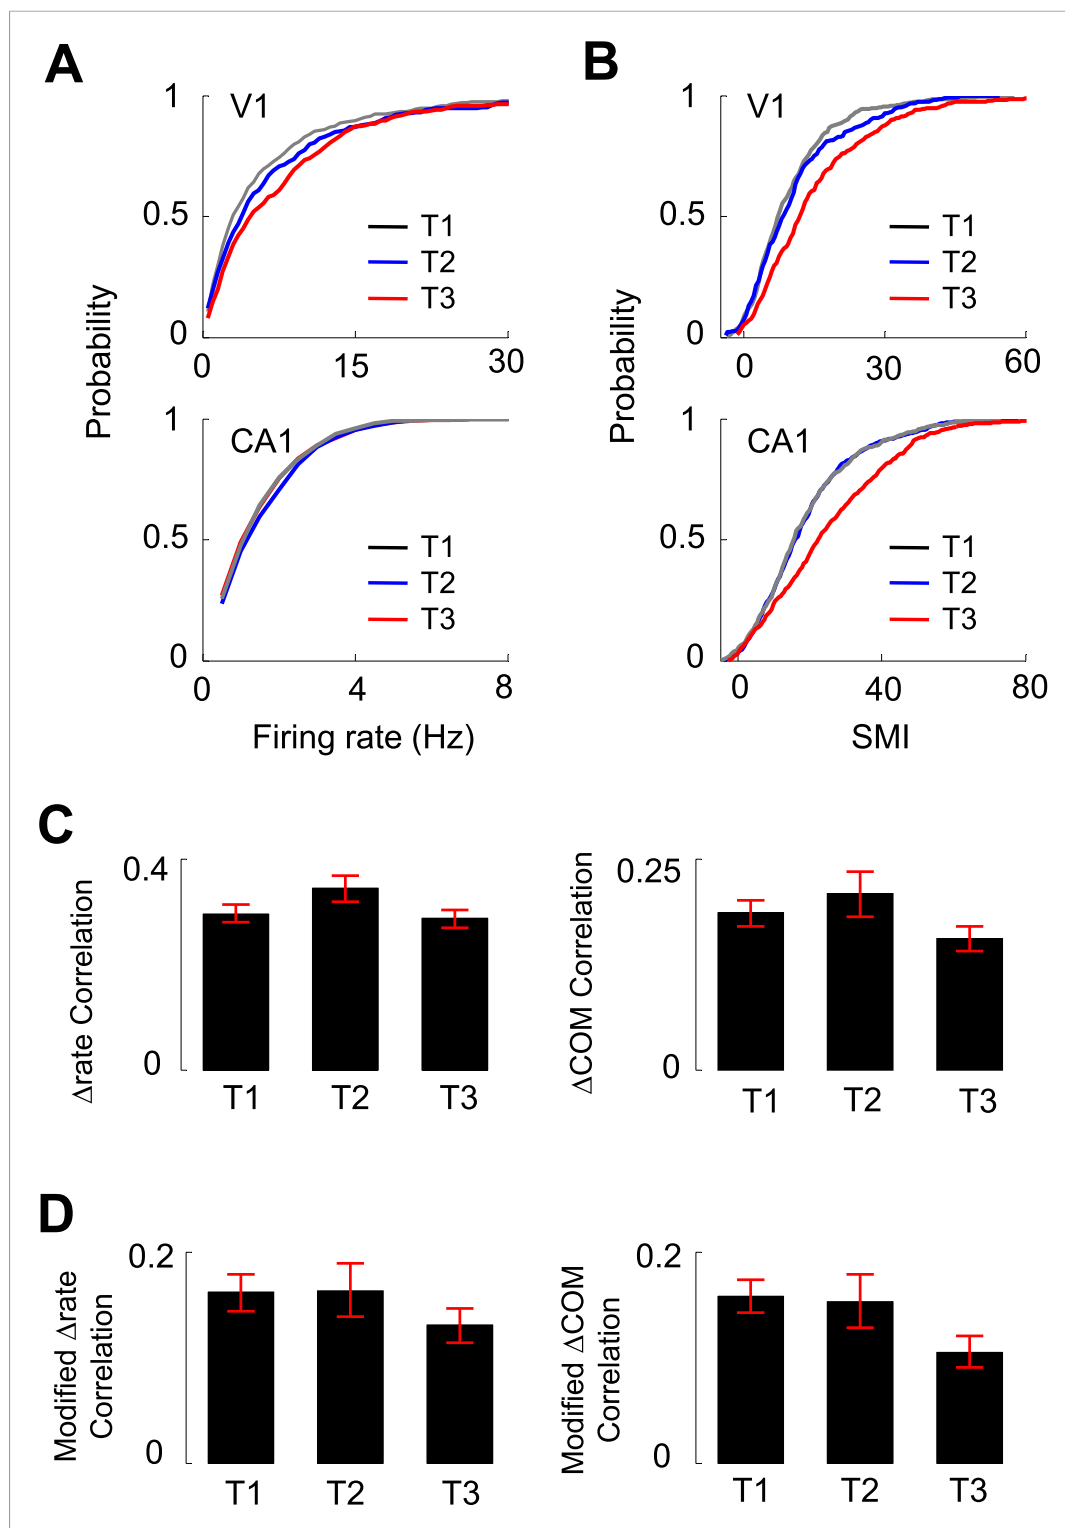 A
B
V1
1
0.5
0
T1
T2
T3
0
15
30
V1
1
0.5
0
T1
T2
T3
0
30
60
Probability
Probability
CA1
1
0.5
0
T1
T2
T3
0
4
8
CA1
1
0.5
0
T1
T2
T3
0
40
80
Firing rate (Hz)
SMI
C
Δrate Correlation
0.4
0
T1
T2
T3
ΔCOM Correlation
0.25
0
T1
T2
T3
D
Modified Δrate
Correlation
0.2
0
T1
T2
T3
Modified ΔCOM
Correlation
0.2
0
T1
T2
T3